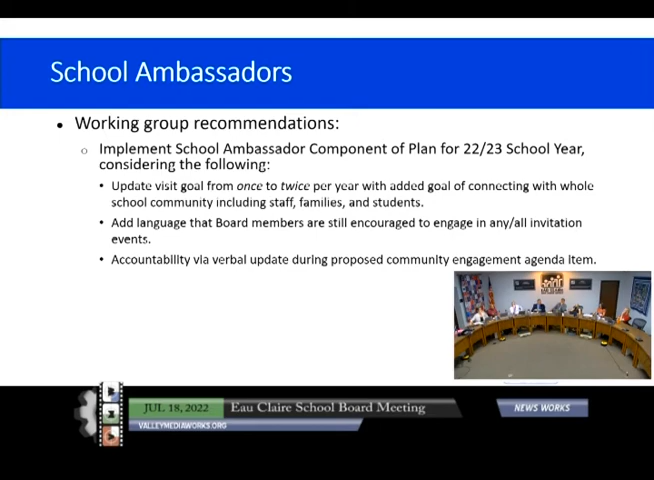 School Ambassadors
• Working group recommendations:
○ Implement School Ambassador Component of Plan for 22/23 School Year,
considering the following:
• Update visit goal from once to twice per year with added goal of connecting with whole
school community including staff, families, and students.
• Add language that Board members are still encouraged to engage in any/all invitation
events.
• Accountability via verbal update during proposed community engagement agenda item.
JUL 18, 2022 Eau Claire School Board Meeting
NEWS WORKS
VALLEYMEDIAWORKS.ORG